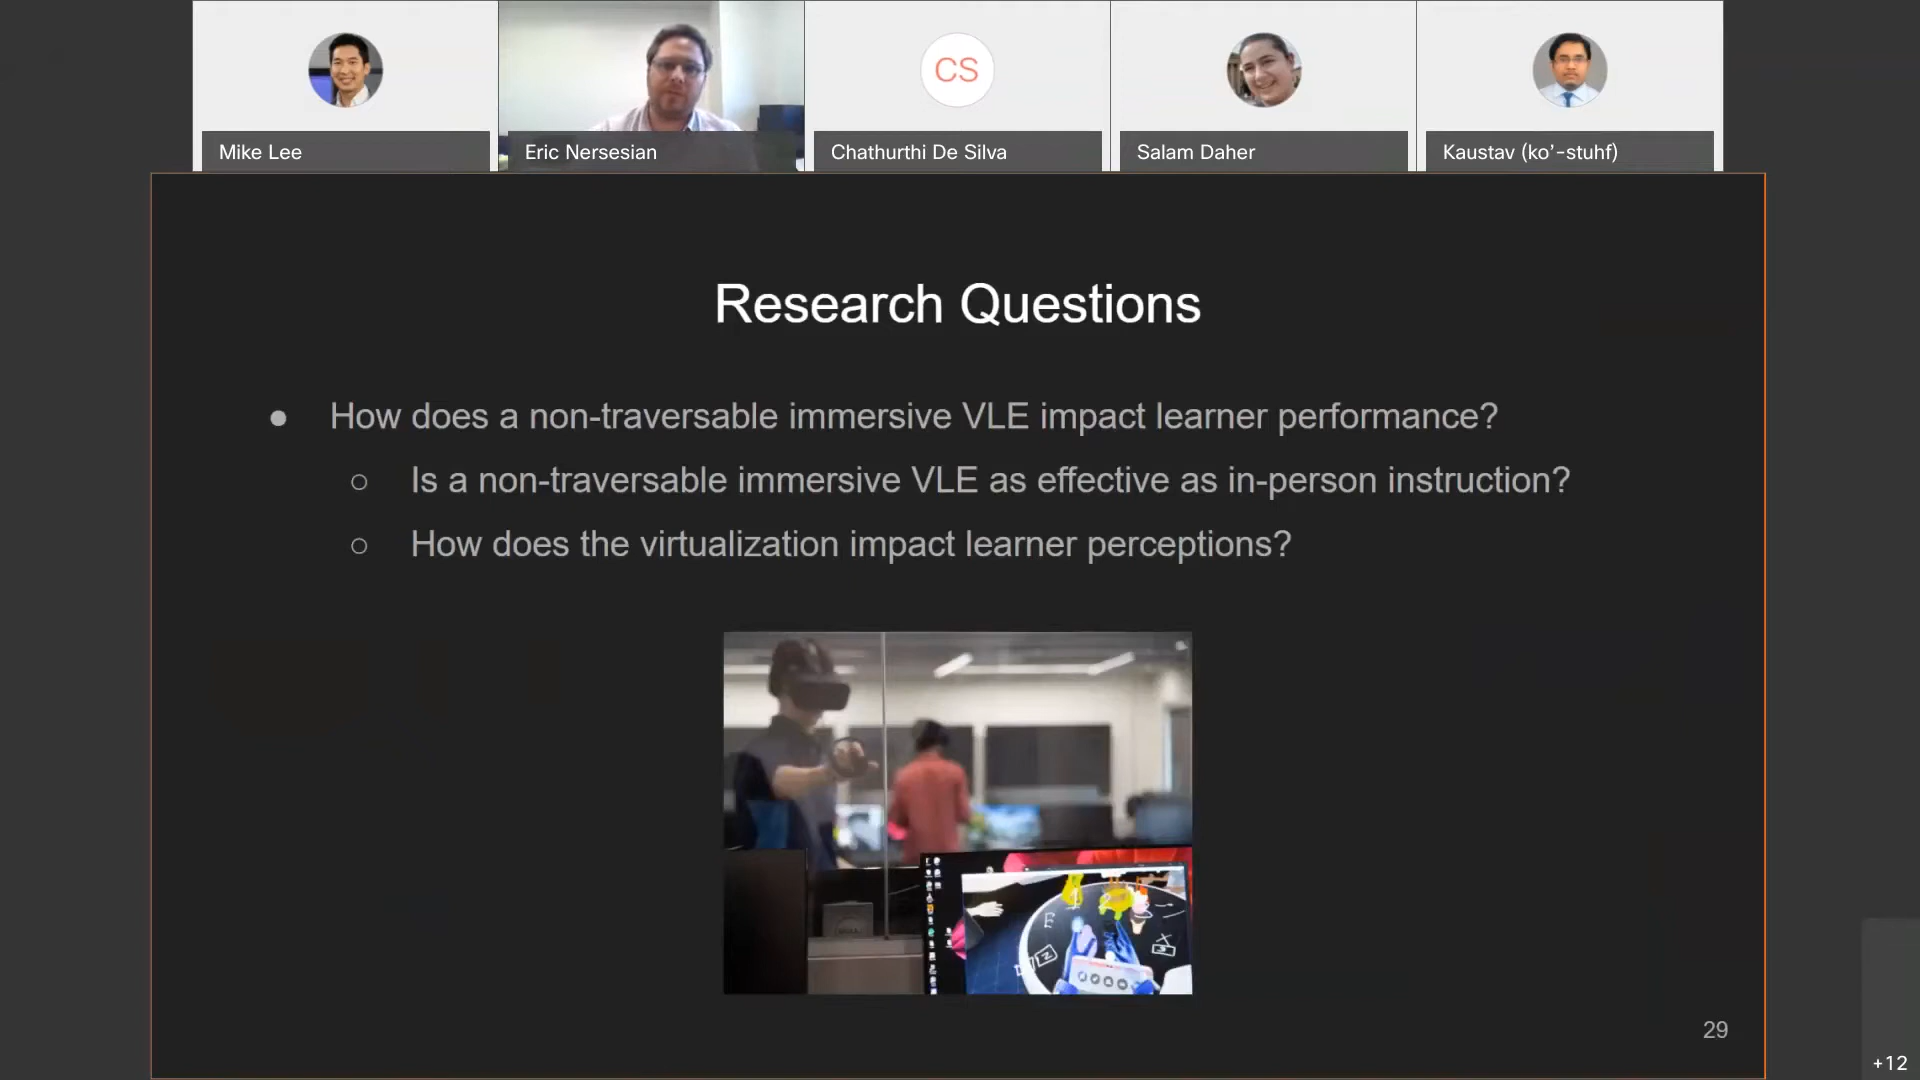 Mike Lee
Eric Nersesian
CS
Chathurthi De Silva
Salam Daher
Kaustav (ko’-stuhf)
Research Questions
How does a non-traversable immersive VLE impact learner performance?
Is a non-traversable immersive VLE as effective as in-person instruction?
How does the virtualization impact learner perceptions?
29
+12